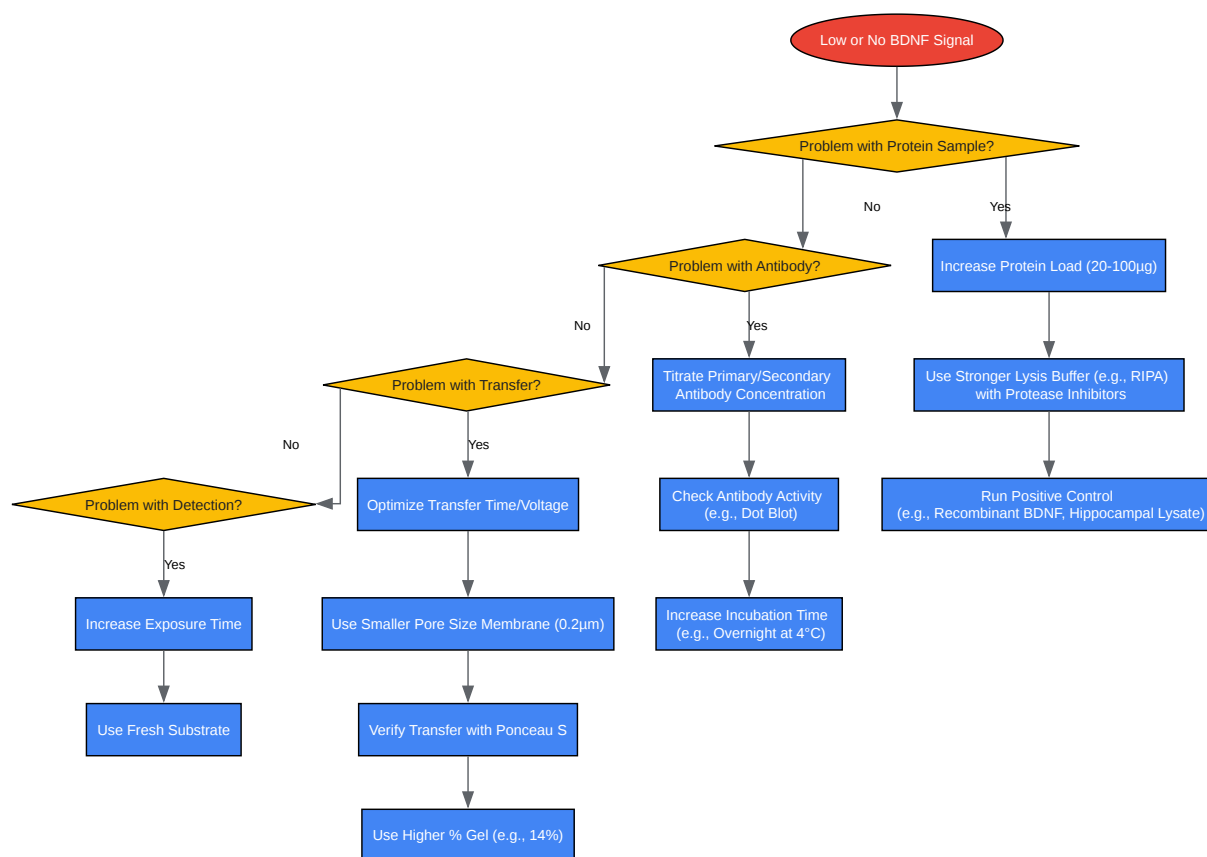 Low or No BDNF Signal
Problem with Protein Sample?
No
Yes
Problem with Antibody?
Increase Protein Load (20-100µg)
No
Yes
Problem with Transfer?
Titrate Primary/Secondary
Antibody Concentration
Use Stronger Lysis Buffer (e.g., RIPA)
with Protease Inhibitors
No
Yes
Problem with Detection?
Optimize Transfer Time/Voltage
Check Antibody Activity
(e.g., Dot Blot)
Run Positive Control
(e.g., Recombinant BDNF, Hippocampal Lysate)
Yes
Increase Exposure Time
Use Smaller Pore Size Membrane (0.2µm)
Increase Incubation Time
(e.g., Overnight at 4°C)
Use Fresh Substrate
Verify Transfer with Ponceau S
Use Higher % Gel (e.g., 14%)